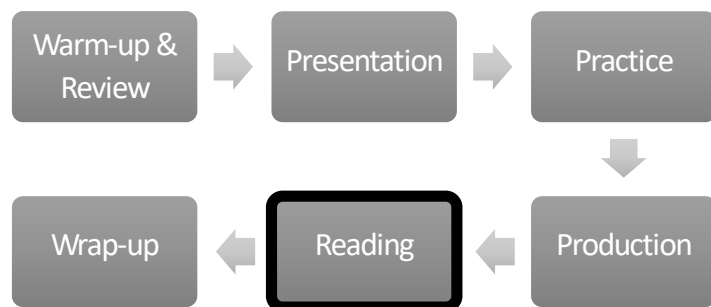 Warm-up &
Review
Presentation
Practice
Production
Reading
Wrap-up